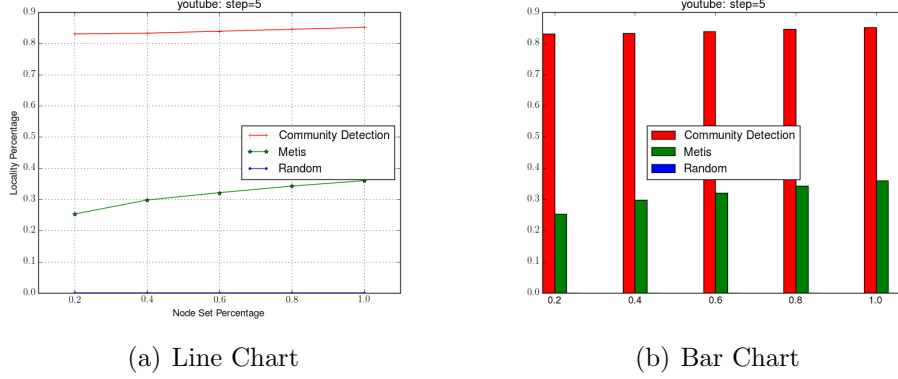 youtube: step=5
0.9
0.8
0.7
0.6
0.5
0.4
0.3
0.2
0.1
0.0
Locality Percentage
Community Detection
Metis
Random
0.2 0.4 0.6 0.8 1.0
Node Set Percentage
(a) Line Chart
youtube: step=5
0.9
0.8
0.7
0.6
0.5
0.4
0.3
0.2
0.1
0.0
Community Detection
Metis
Random
0.2 0.4 0.6 0.8 1.0
(b) Bar Chart